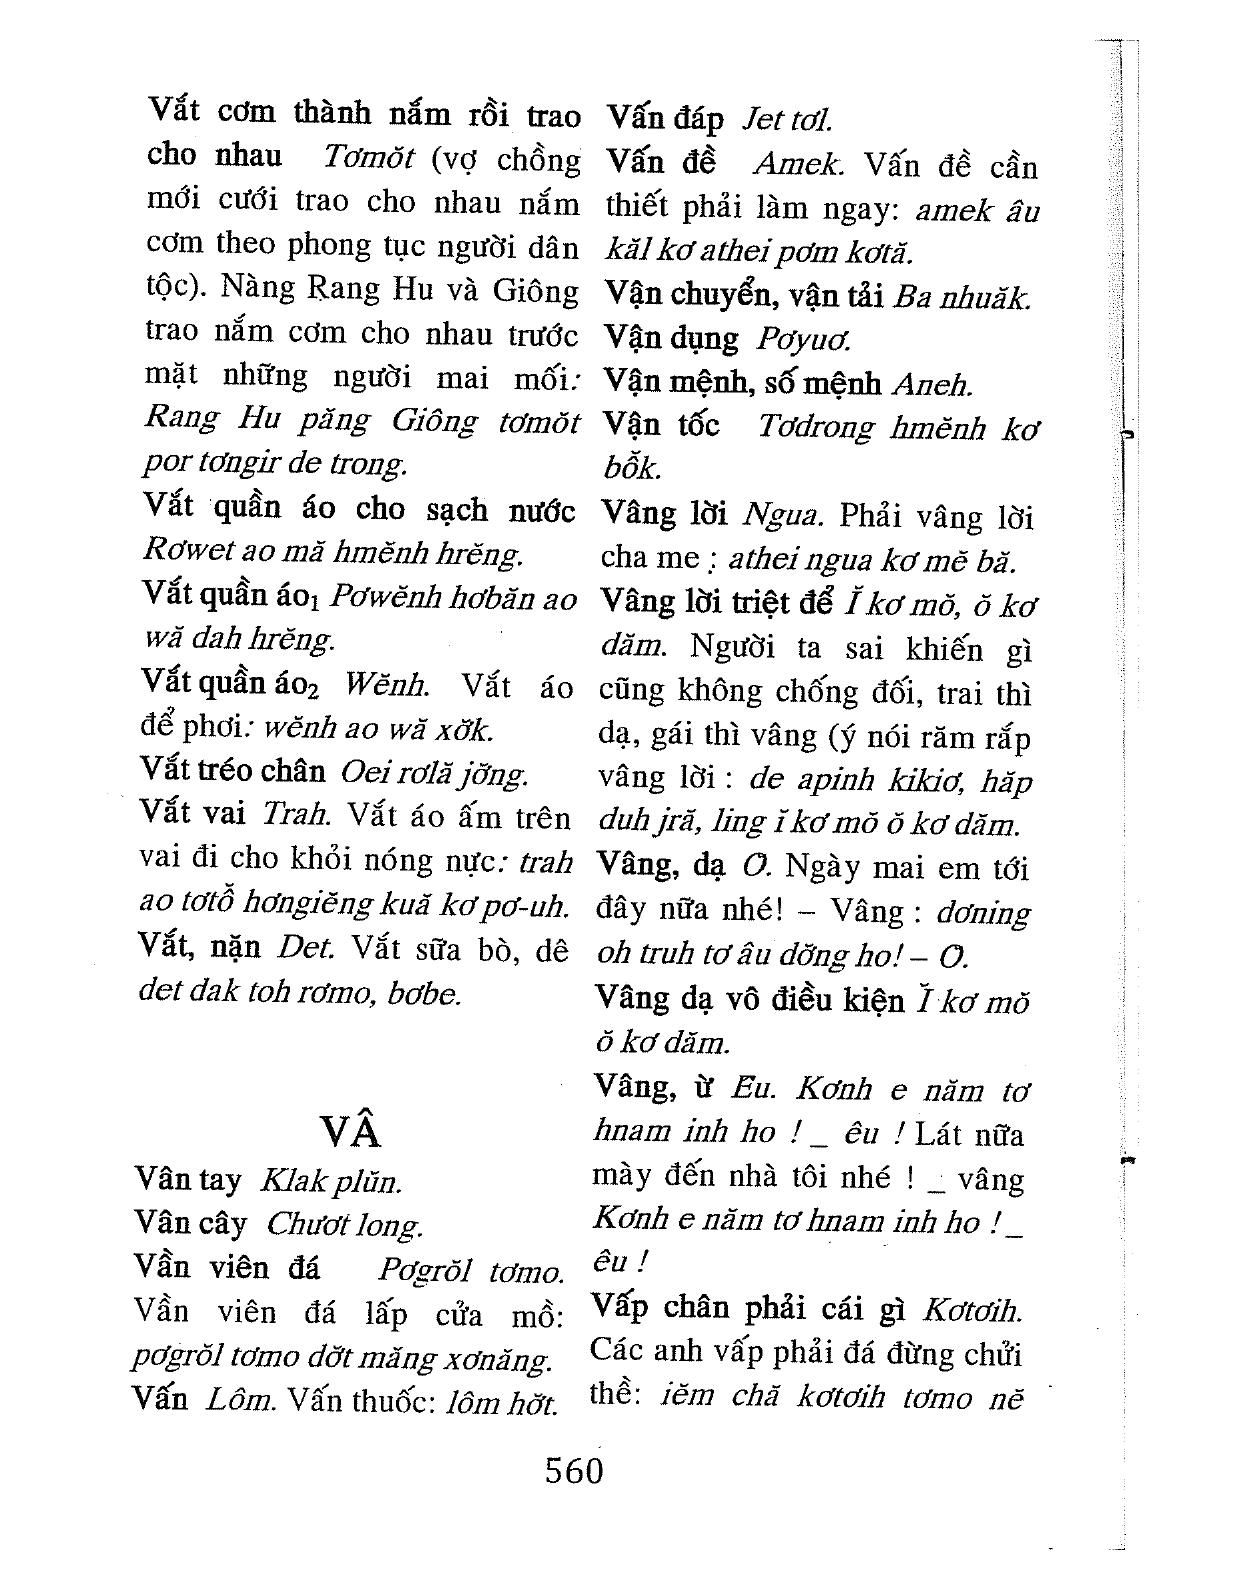 Vắt cơm thành nắm rồi trao
cho nhau Tơmŏt (vợ chồng
mới cưới trao cho nhau nắm
cơm theo phong tục người dân
tộc). Nàng Rang Hu và Giông
trao nắm cơm cho nhau trước
mặt những người mai mối:
Rang Hu păng Giông tơmŏt
por tơngir de trong.
Vắt quần áo cho sạch nước
Rơwet ao mă hmĕnh hrĕng.
Vắt quần áo₁ Pơwĕnh hơbăn ao
wă dah hrĕng.
Vắt quần áo₂ Wĕnh. Vắt áo
để phơi: wĕnh ao wă xơ̆k.
Vắt tréo chân Oei rơlă jơ̆ng.
Vắt vai Trah. Vắt áo ấm trên
vai đi cho khỏi nóng nực: trah
ao tơtô̆ hơngiĕng kuă kơ pơ-uh.
Vắt, nặn Det. Vắt sữa bò, dê
det dak toh rơmo, bơbe.
VÂ
Vân tay Klak plŭn.
Vân cây Chươt long.
Vần viên đá Pơgrŏl tơmo.
Vần viên đá lấp cửa mồ:
pơgrŏl tơmo dơ̆t măng xơnăng.
Vấn Lôm. Vấn thuốc: lôm hơ̆t.
Vấn đáp Jet tơl.
Vấn đề Amek. Vấn đề cần
thiết phải làm ngay: amek âu
kăl kơ athei pơm kơtă.
Vận chuyển, vận tải Ba nhuăk.
Vận dụng Pơyuơ.
Vận mệnh, số mệnh Aneh.
Vận tốc Tơdrong hmĕnh kơ
bô̆k.
Vâng lời Ngua. Phải vâng lời
cha me : athei ngua kơ mĕ bă.
Vâng lời triệt để Ĭ kơ mŏ, ŏ kơ
dăm. Người ta sai khiến gì
cũng không chống đối, trai thì
dạ, gái thì vâng (ý nói răm rắp
vâng lời : de apinh kikiơ, hăp
duh jră, ling ĭ kơ mŏ ŏ kơ dăm.
Vâng, dạ Ơ. Ngày mai em tới
đây nữa nhé! – Vâng : dơning
oh truh tơ âu dơ̆ng ho! – Ơ.
Vâng dạ vô điều kiện Ĭ kơ mŏ
ŏ kơ dăm.
Vâng, ừ Eu. Kơnh e năm tơ
hnam inh ho ! _ êu ! Lát nữa
mày đến nhà tôi nhé ! _ vâng
Kơnh e năm tơ hnam inh ho ! _
êu !
Vấp chân phải cái gì Kơtơih.
Các anh vấp phải đá đừng chửi
thề: iĕm chă kơtơih tơmo nĕ
560